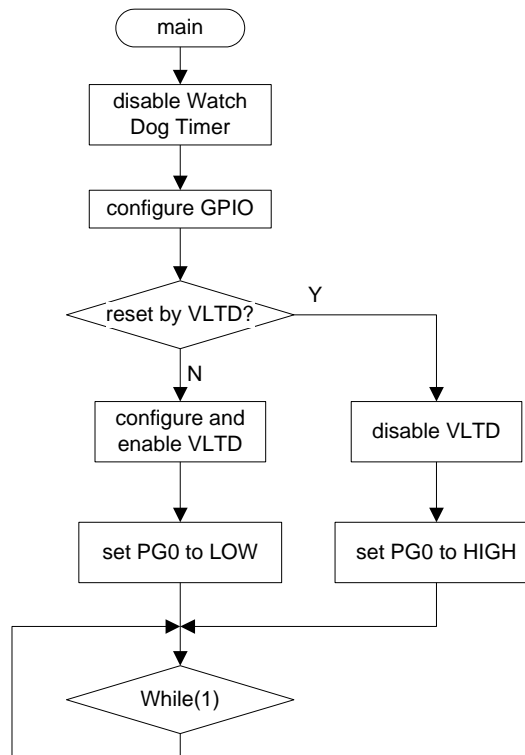 main
disable Watch
Dog Timer
configure GPIO
reset by VLTD?
Y
N
configure and
enable VLTD
disable VLTD
set PG0 to LOW
set PG0 to HIGH
While(1)